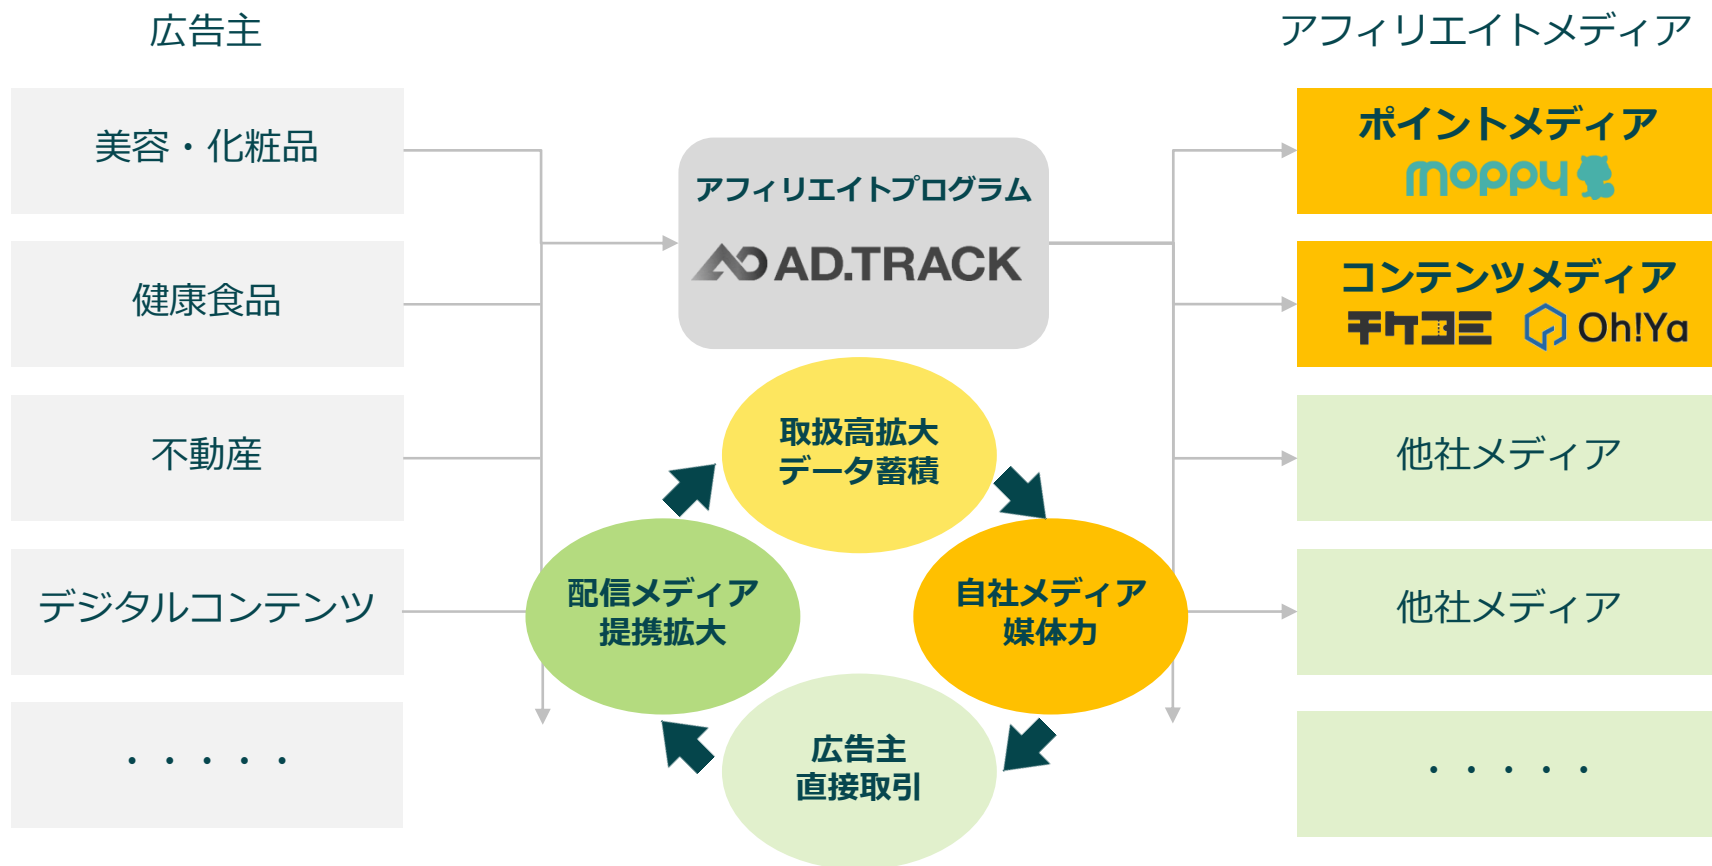 広告主
アフィリエイトメディア
美容・化粧品
健康食品
不動産
デジタルコンテンツ
・・・・・
アフィリエイトプログラム
AD.TRACK
取扱高拡大
データ蓄積
自社メディア
媒体力
広告主
直接取引
配信メディア
提携拡大
ポイントメディア
moppy
コンテンツメディア
チケコミ Oh!Ya
他社メディア
他社メディア
・・・・・